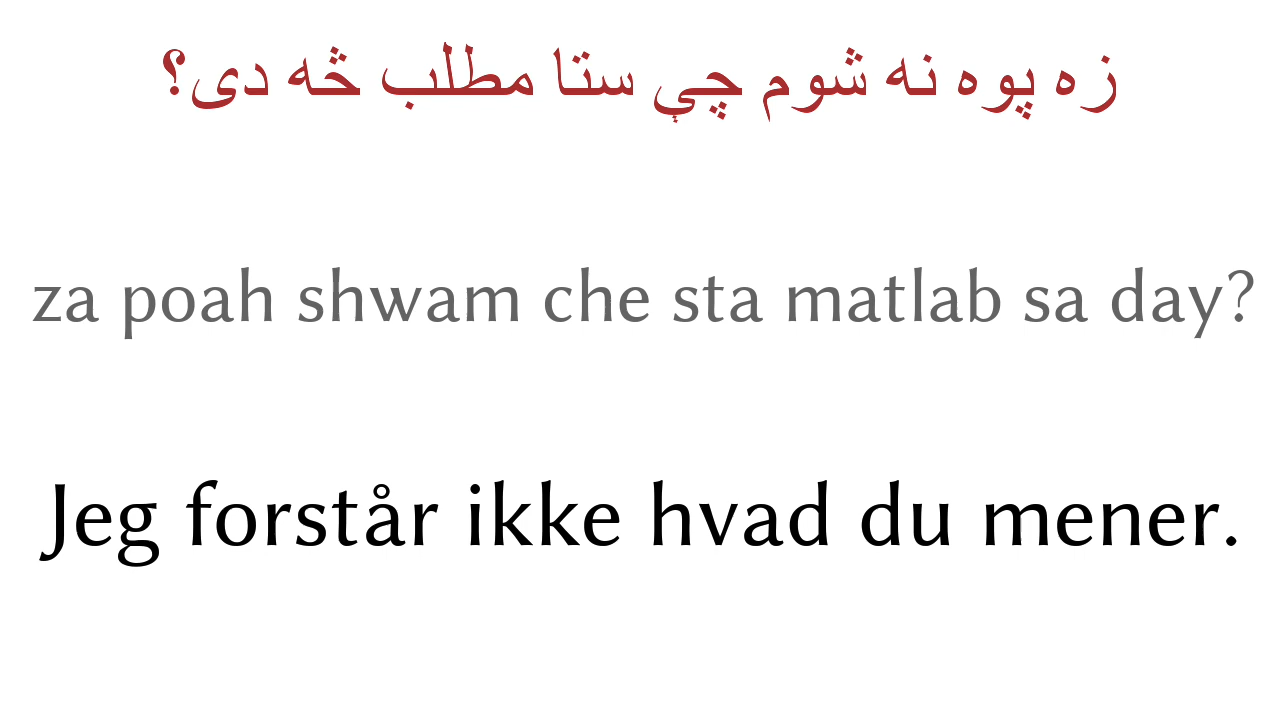 زه پوه نه شوم چې ستا مطلب څه دی؟
za poah shwam che sta matlab sa day?
Jeg forstår ikke hvad du mener.